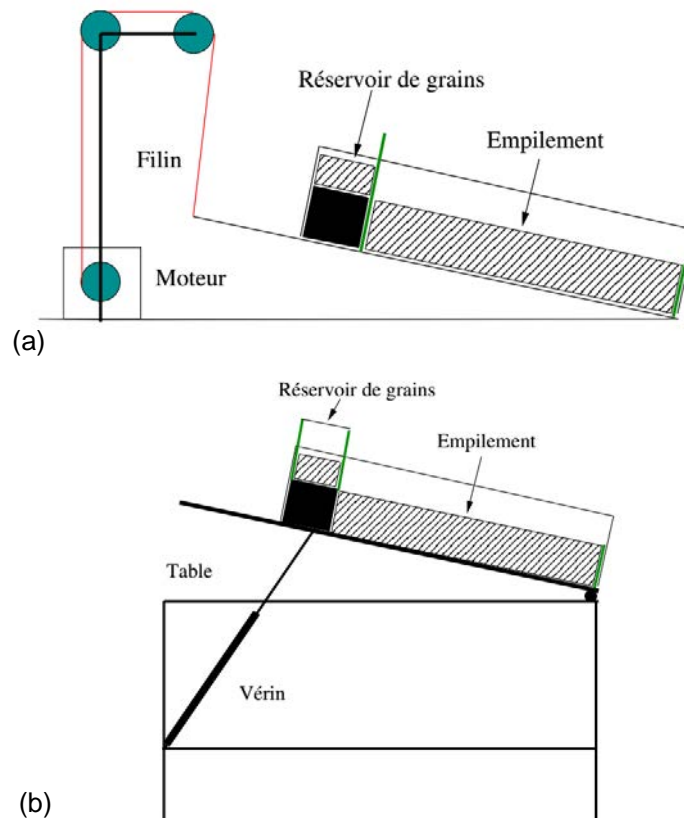 Réservoir de grains
Empilement
Filin
Moteur
(a)
Réservoir de grains
Empilement
Table
Vérin
(b)